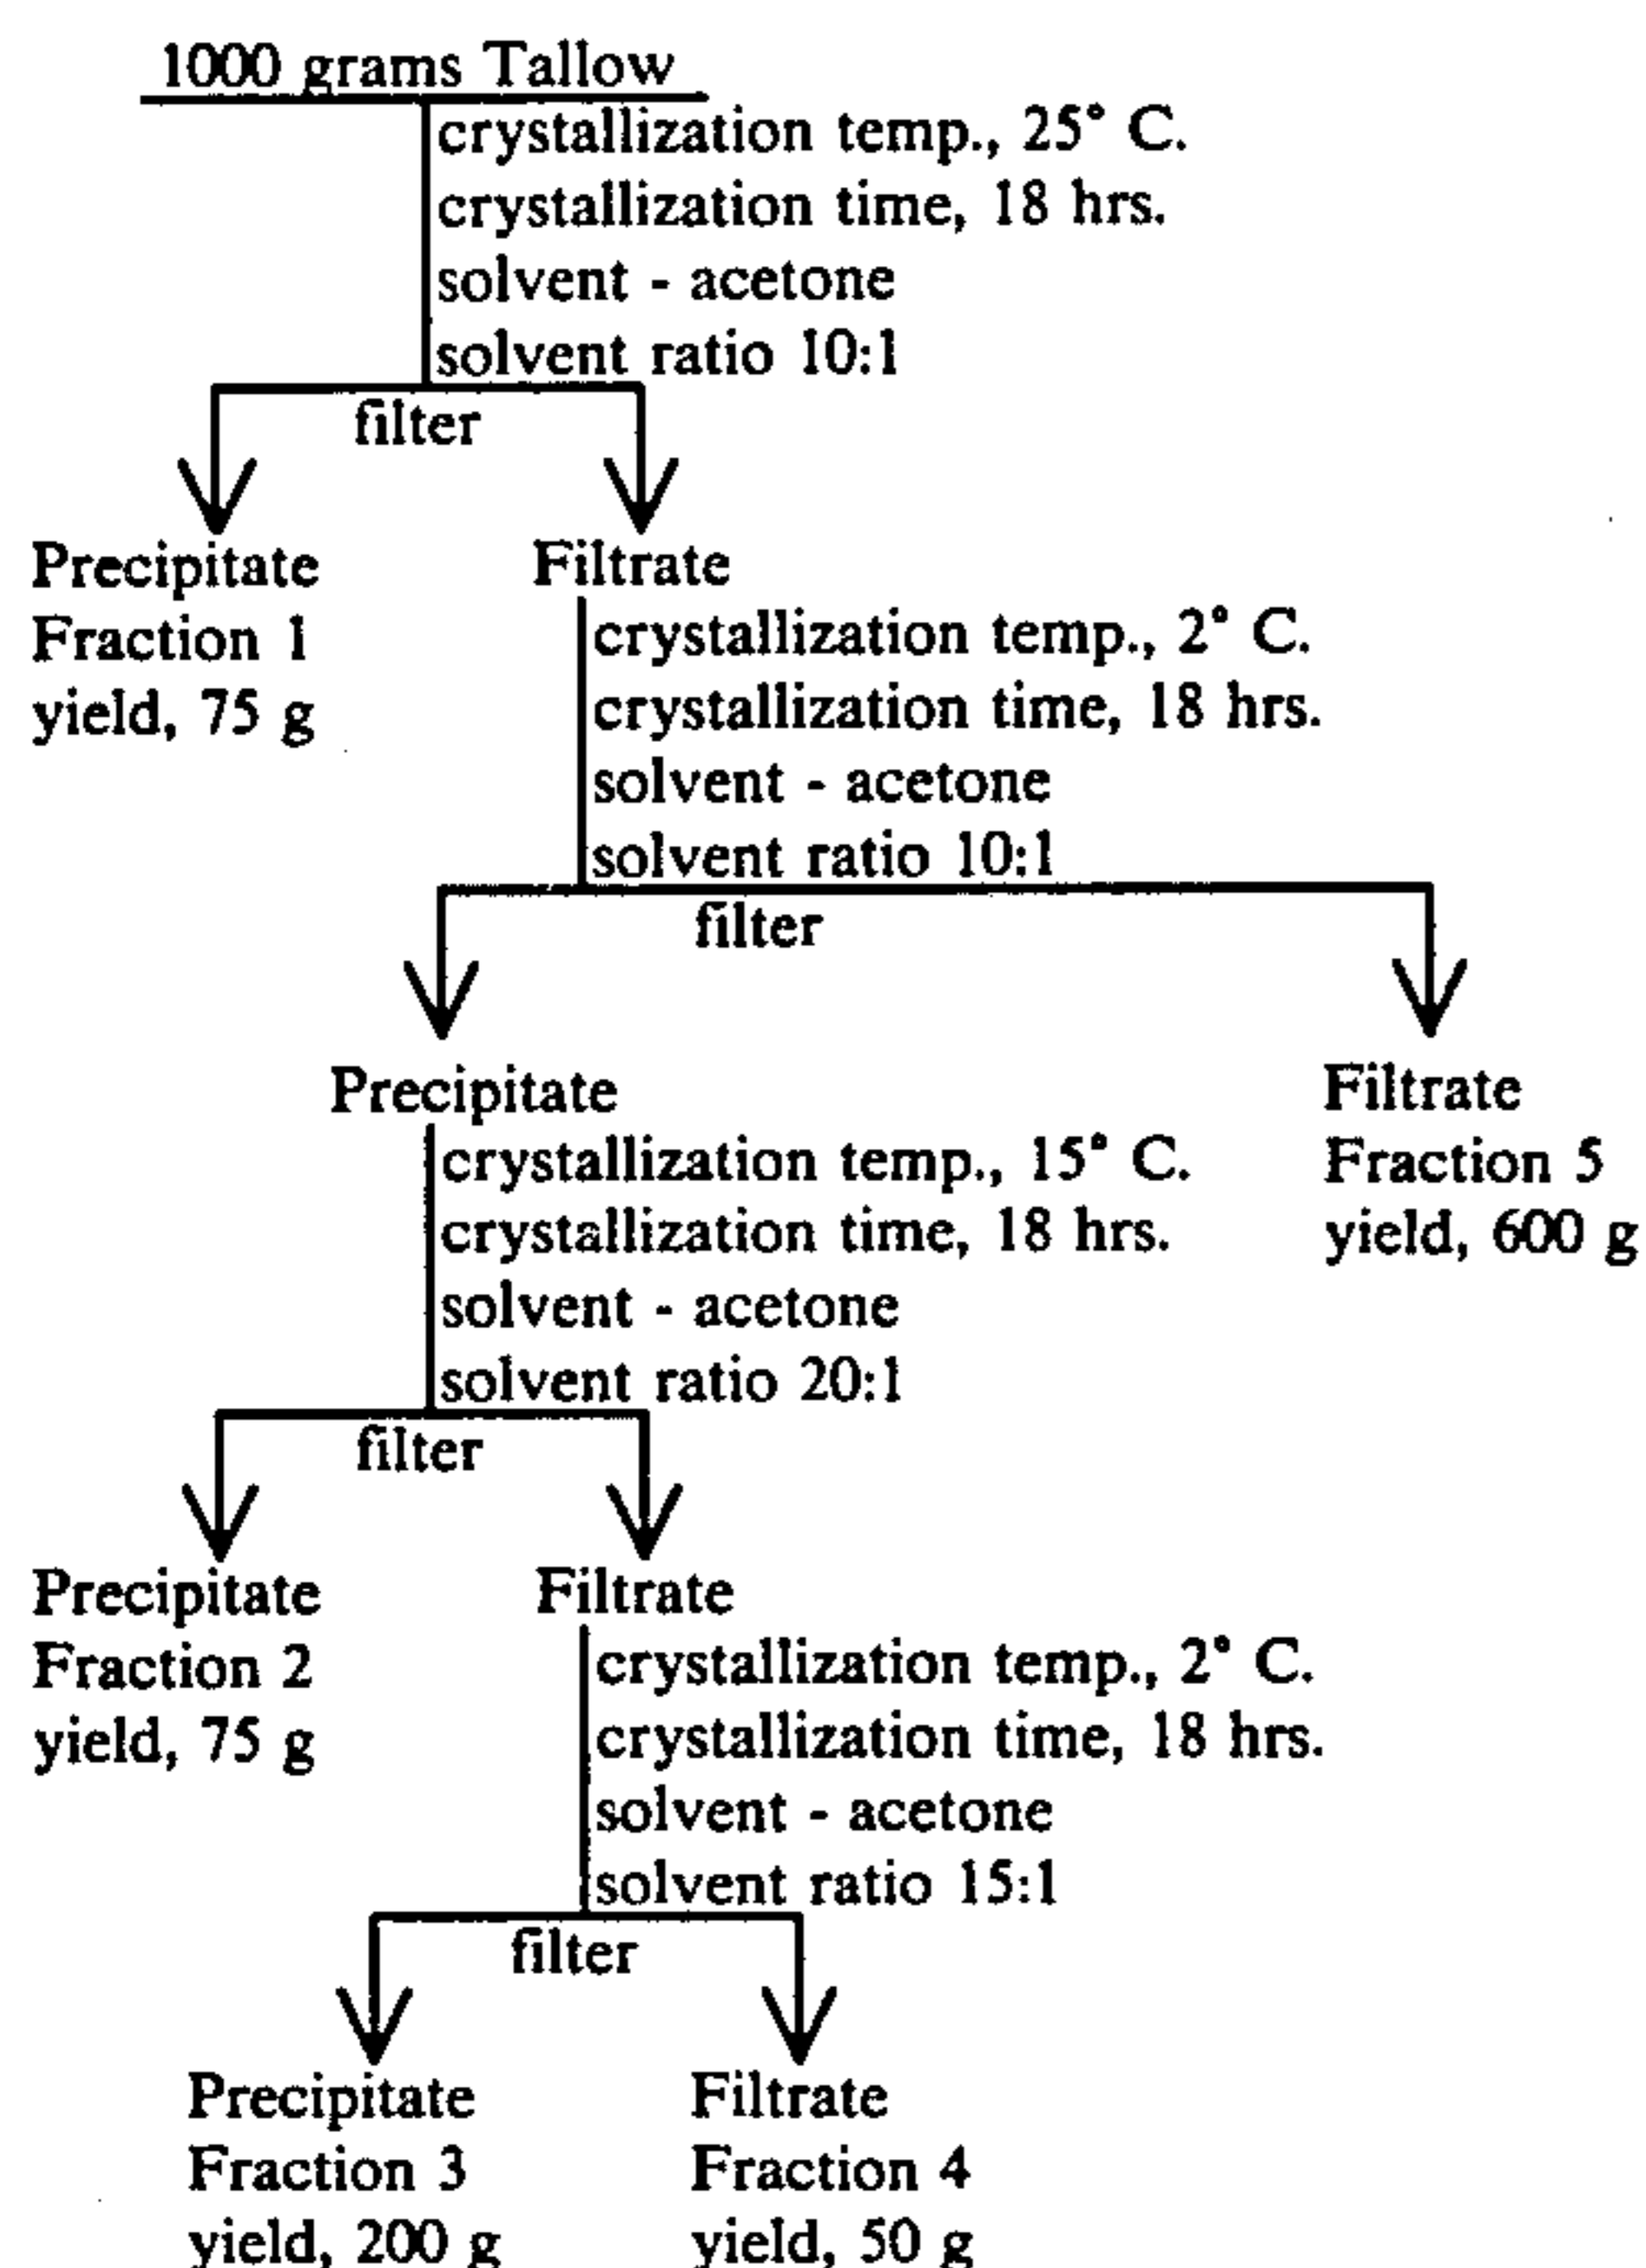 1000 grams Tallow
crystallization temp., 25° C.
crystallization time, 18 hrs.
solvent - acetone
solvent ratio 10:1
filter
Precipitate
Fraction 1
yield, 75 g
Filtrate
crystallization temp., 2° C.
crystallization time, 18 hrs.
solvent - acetone
solvent ratio 10:1
filter
Precipitate
crystallization temp., 15° C.
crystallization time, 18 hrs.
solvent - acetone
solvent ratio 20:1
Filtrate
Fraction 5
yield, 600 g
filter
Precipitate
Fraction 2
yield, 75 g
Filtrate
crystallization temp., 2° C.
crystallization time, 18 hrs.
solvent - acetone
solvent ratio 15:1
filter
Precipitate
Fraction 3
yield, 200 g
Filtrate
Fraction 4
yield, 50 g